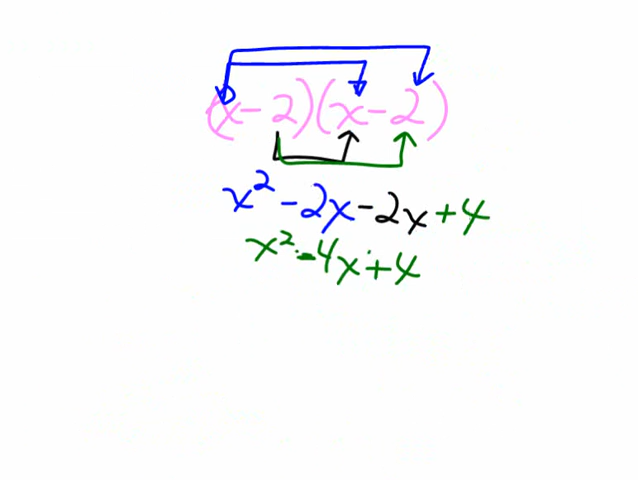 (x-2)(x-2)
x² - 2x - 2x + 4
x² - 4x + 4